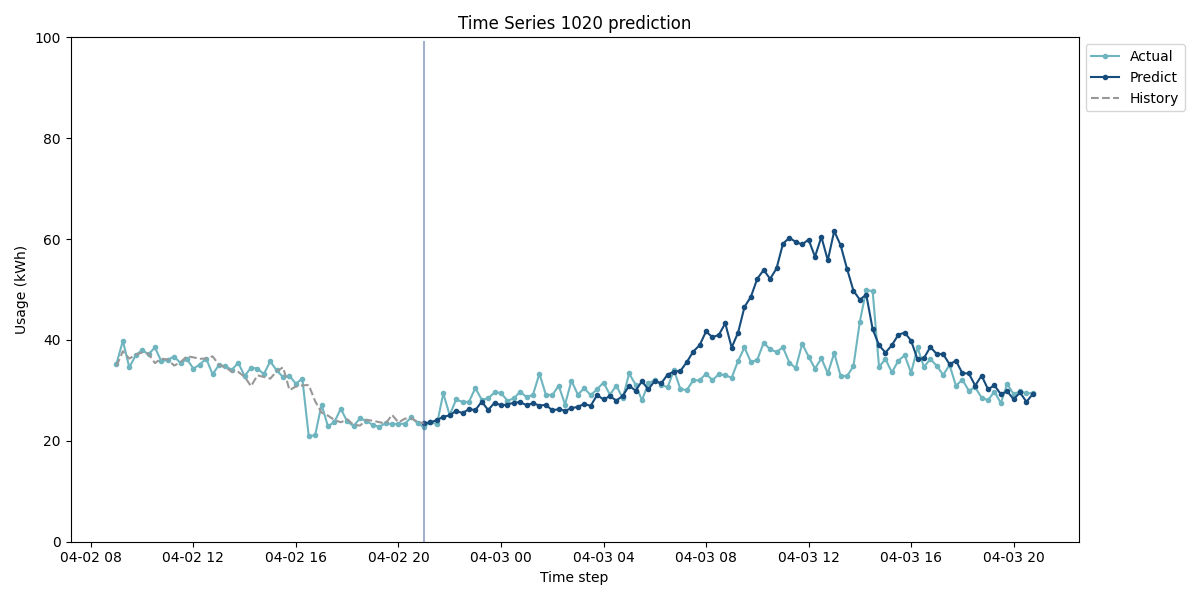 Time Series 1020 prediction
100
80
60
40
20
0
Usage (kWh)
04-02 08
04-02 12
04-02 16
04-02 20
04-03 00
04-03 04
04-03 08
04-03 12
04-03 16
04-03 20
Time step
Actual
Predict
History